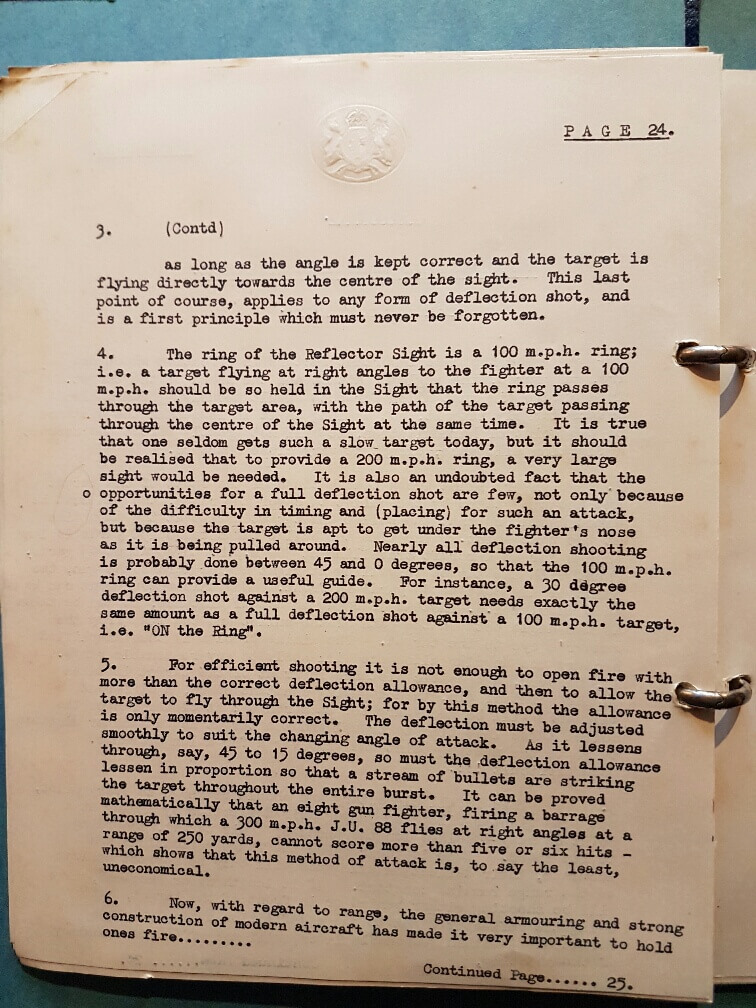 PAGE 24.
3. (Contd)
as long as the angle is kept correct and the target is
flying directly towards the centre of the sight. This last
point of course, applies to any form of deflection shot, and
is a first principle which must never be forgotten.
4. The ring of the Reflector Sight is a 100 m.p.h. ring;
i.e. a target flying at right angles to the fighter at a 100
m.p.h. should be so held in the Sight that the ring passes
through the target area, with the path of the target passing
through the centre of the Sight at the same time. It is true
that one seldom gets such a slow target today, but it should
be realised that to provide a 200 m.p.h. ring, a very large
sight would be needed. It is also an undoubted fact that the
o opportunities for a full deflection shot are few, not only because
of the difficulty in timing and (placing) for such an attack,
but because the target is apt to get under the fighter's nose
as it is being pulled around. Nearly all deflection shooting
is probably done between 45 and 0 degrees, so that the 100 m.p.h.
ring can provide a useful guide. For instance, a 30 degree
deflection shot against a 200 m.p.h. target needs exactly the
same amount as a full deflection shot against a 100 m.p.h. target,
i.e. "ON the Ring".
5. For efficient shooting it is not enough to open fire with
more than the correct deflection allowance, and then to allow the
target to fly through the Sight; for by this method the allowance
is only momentarily correct. The deflection must be adjusted
smoothly to suit the changing angle of attack. As it lessens
through, say, 45 to 15 degrees, so must the deflection allowance
lessen in proportion so that a stream of bullets are striking
the target throughout the entire burst. It can be proved
mathematically that an eight gun fighter, firing a barrage
through which a 300 m.p.h. J.U. 88 flies at right angles at a
range of 250 yards, cannot score more than five or six hits -
which shows that this method of attack is, to say the least,
uneconomical.
6. Now, with regard to range, the general armouring and strong
construction of modern aircraft has made it very important to hold
ones fire.........
Continued Page...... 25.